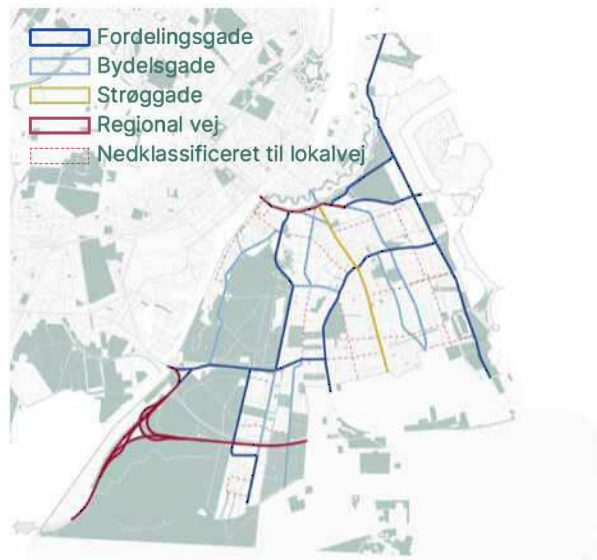 Fordelingsgade
Bydelsgade
Strøggade
Regional vej
Nedklassificeret til lokalvej